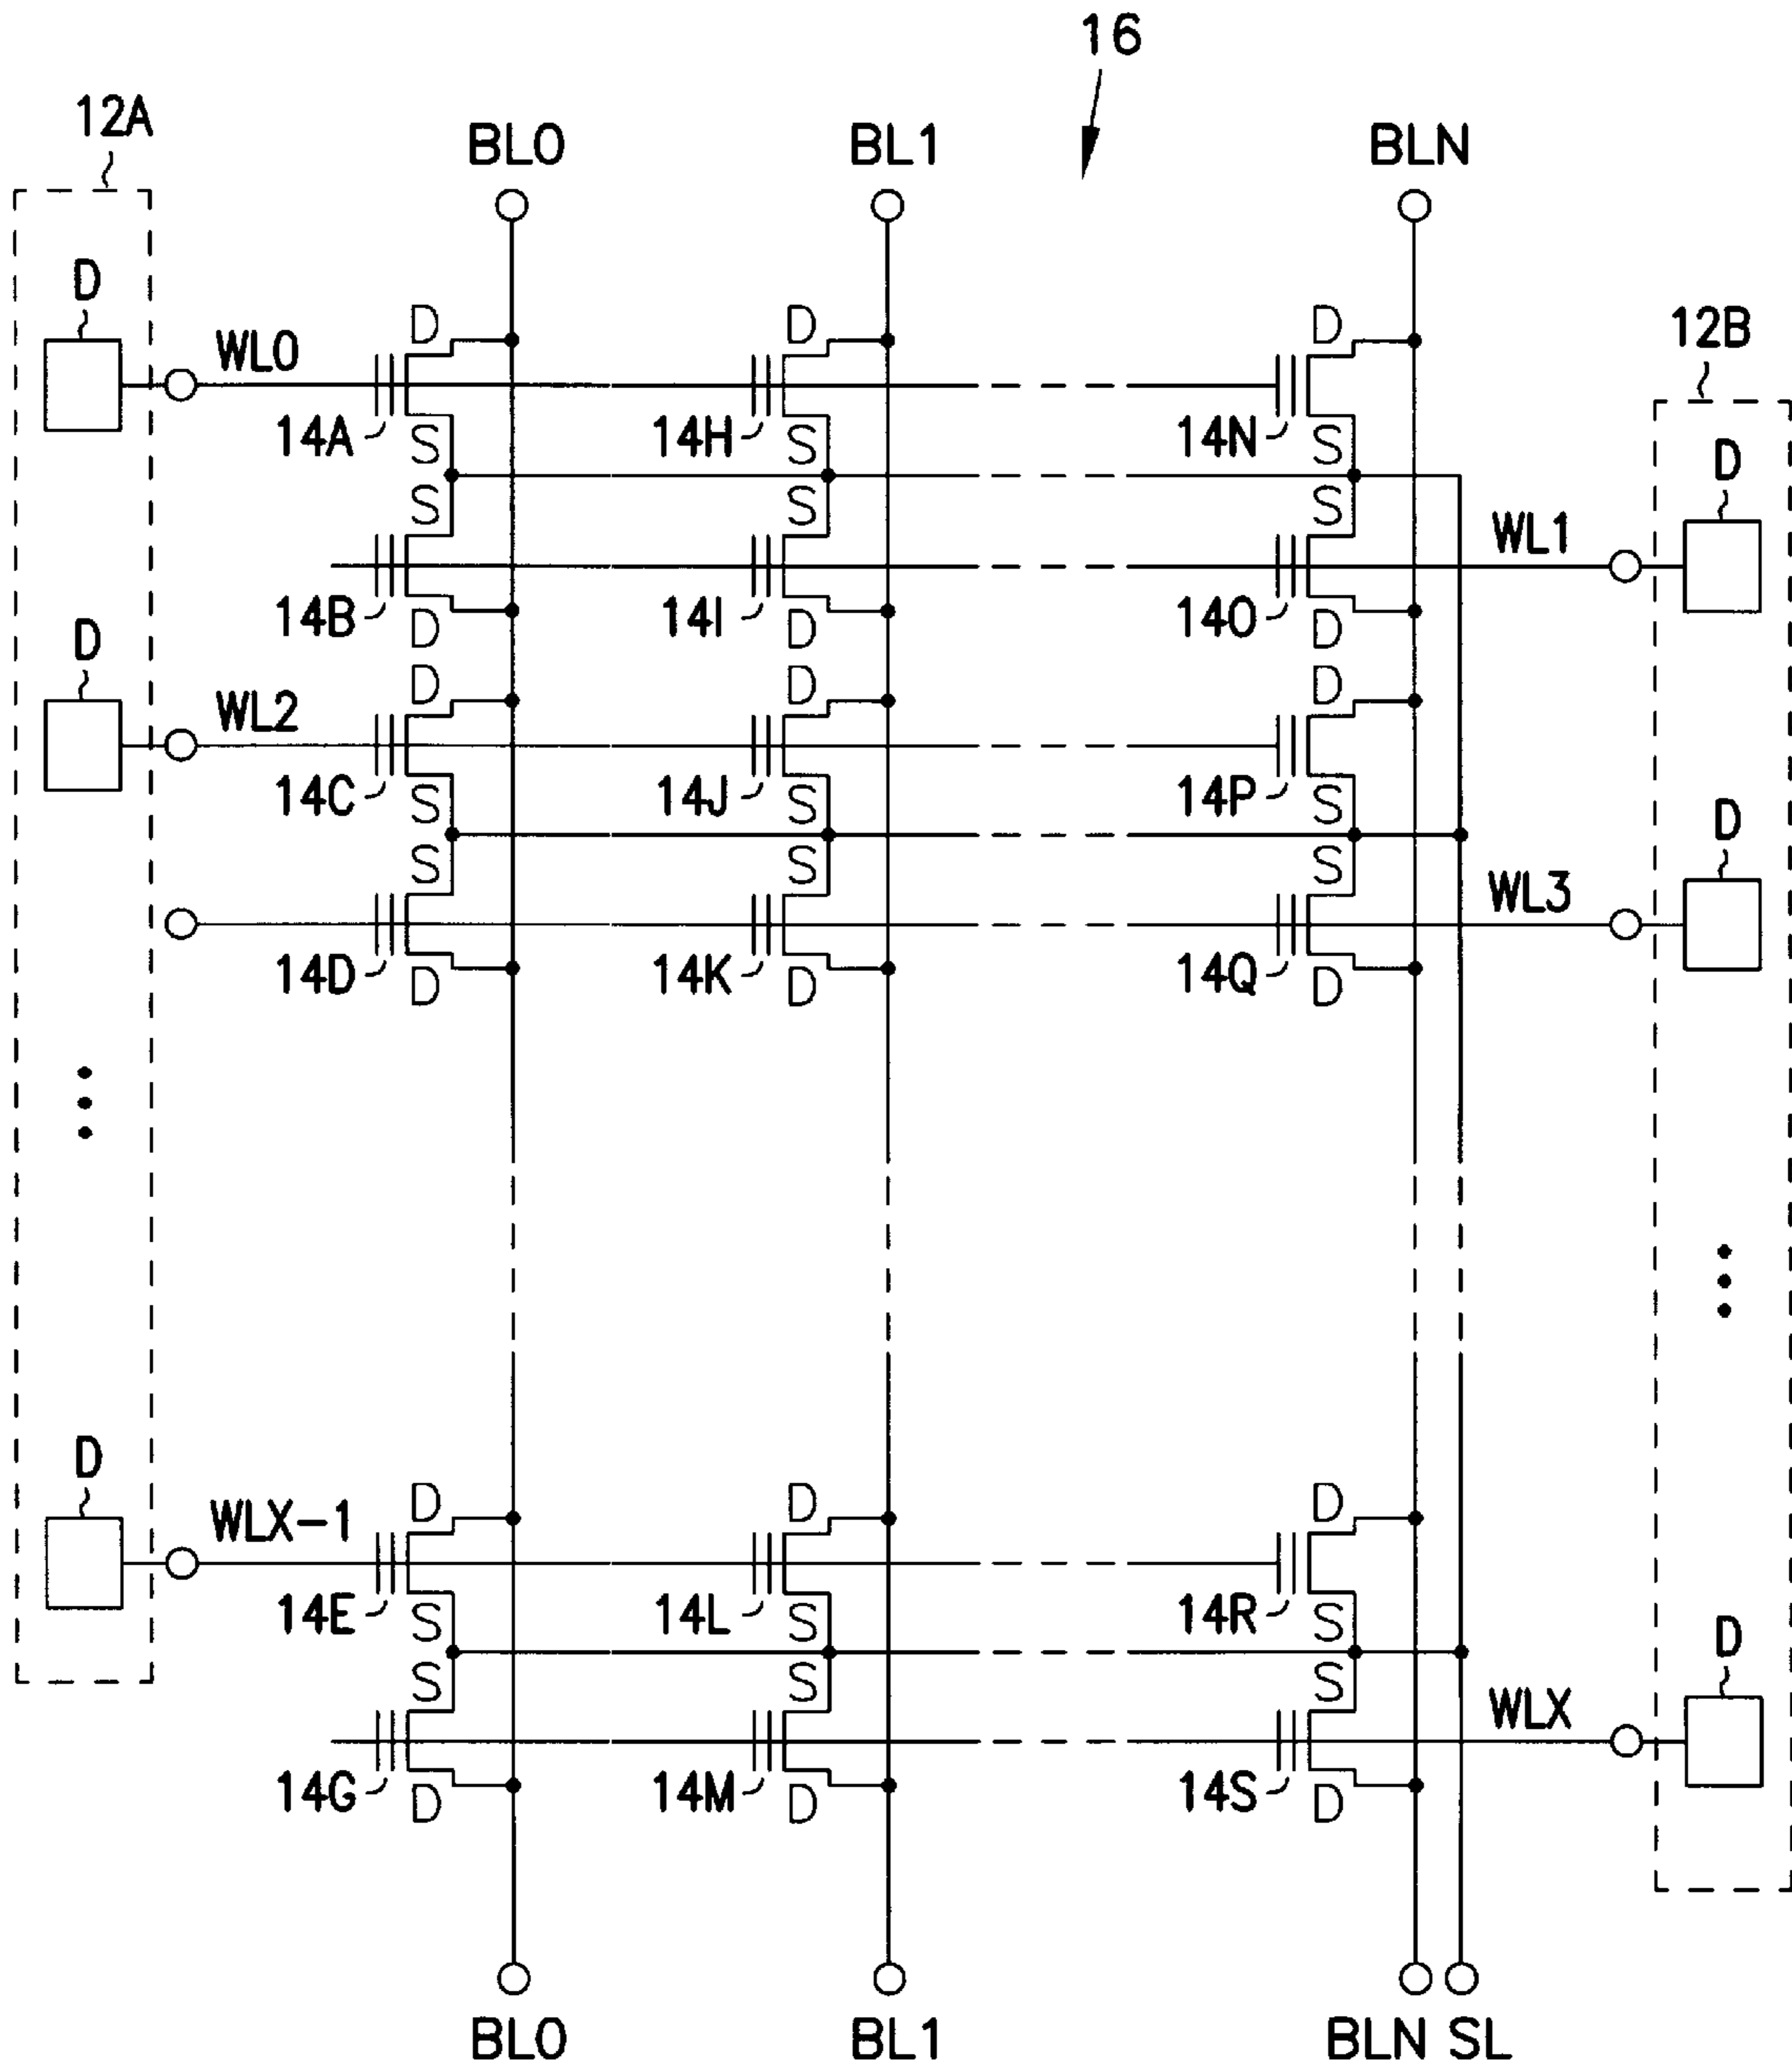 16
12A
BL0 BL1 BLN
D
D D D
12B
WL0
14A S 14H S 14N S
D
S S S
WL1
14B D 14I D 14O D
D
D D D
WL2
14C S 14J S 14P S
D
S S S
WL3
14D D 14K D 14Q D
D
D D D
WLX-1
14E S 14L S 14R S
D
S S S
WLX
14G D 14M D 14S D
BL0 BL1 BLN SL